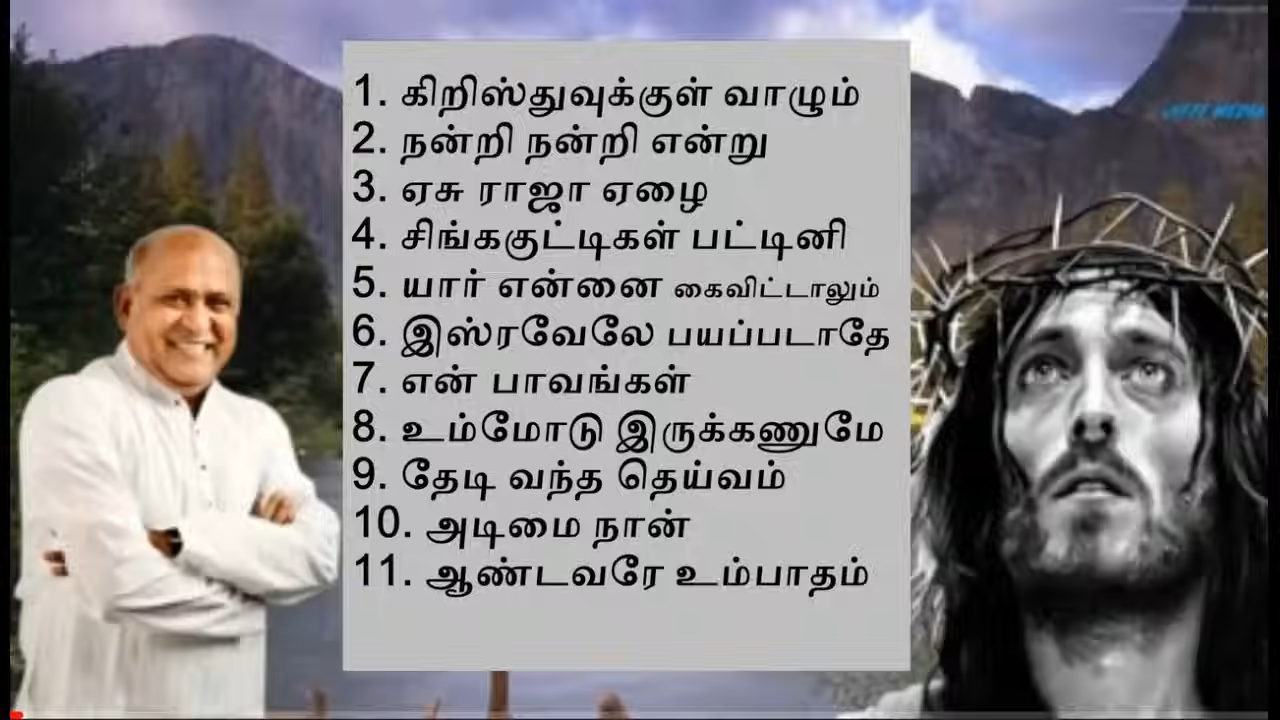 1. கிறிஸ்துவுக்குள் வாழும்
2. நன்றி நன்றி என்று
3. ஏசு ராஜா ஏழை
4. சிங்ககுட்டிகள் பட்டினி
5. யார் என்னை கைவிட்டாலும்
6. இஸ்ரவேலே பயப்படாதே
7. என் பாவங்கள்
8. உம்மோடு இருக்கணுமே
9. தேடி வந்த தெய்வம்
10. அடிமை நான்
11. ஆண்டவரே உம்பாதம்
MEDIA